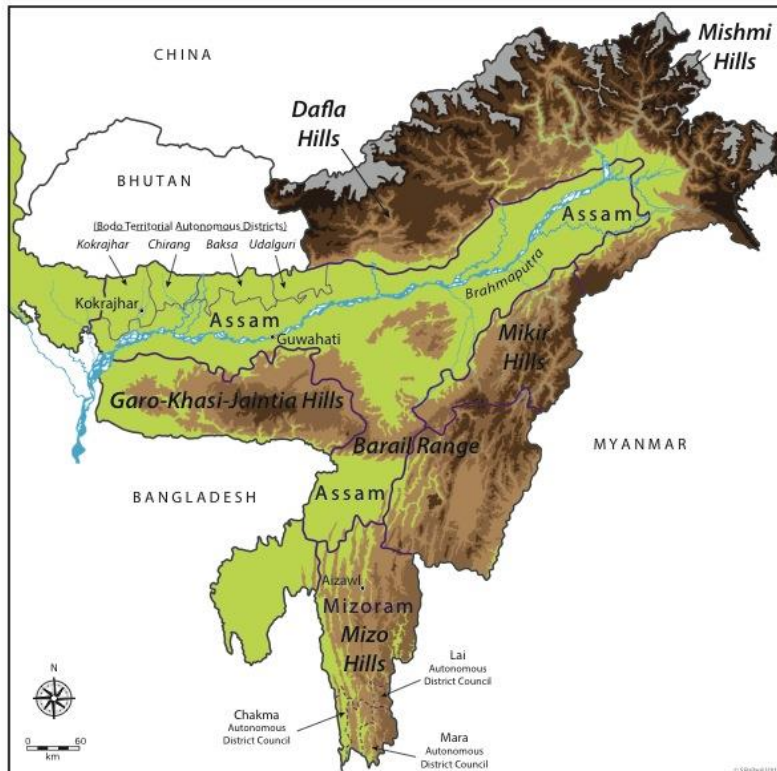 CHINA
Mishmi
Hills
Dafla
Hills
BHUTAN
(Bodo Territorial Autonomous Districts)
Kokrajhar Chirang Baksa Udalguri
Assam
Kokrajhar
Brahmaputra
Assam
Guwahati
Mikir
Hills
Garo-Khasi-Jaintia Hills
Barail Range
MYANMAR
BANGLADESH
Assam
Aizawl
Mizoram
Mizo
Hills
Lai
Autonomous
District Council
N
Chakma
Autonomous
District Council
Mara
Autonomous
District Council
0 60
km